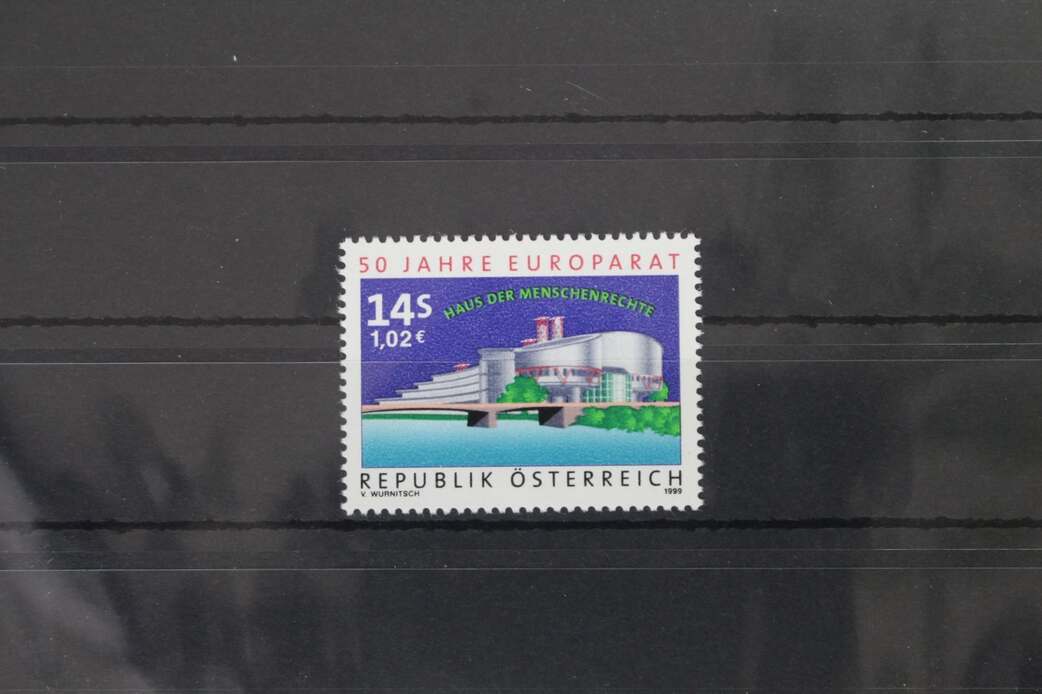 50 JAHRE EUROPARAT
14S
HAUS DER MENSCHENRECHTE
1,02 €
REPUBLIK ÖSTERREICH
V. WURNITSCH 1999